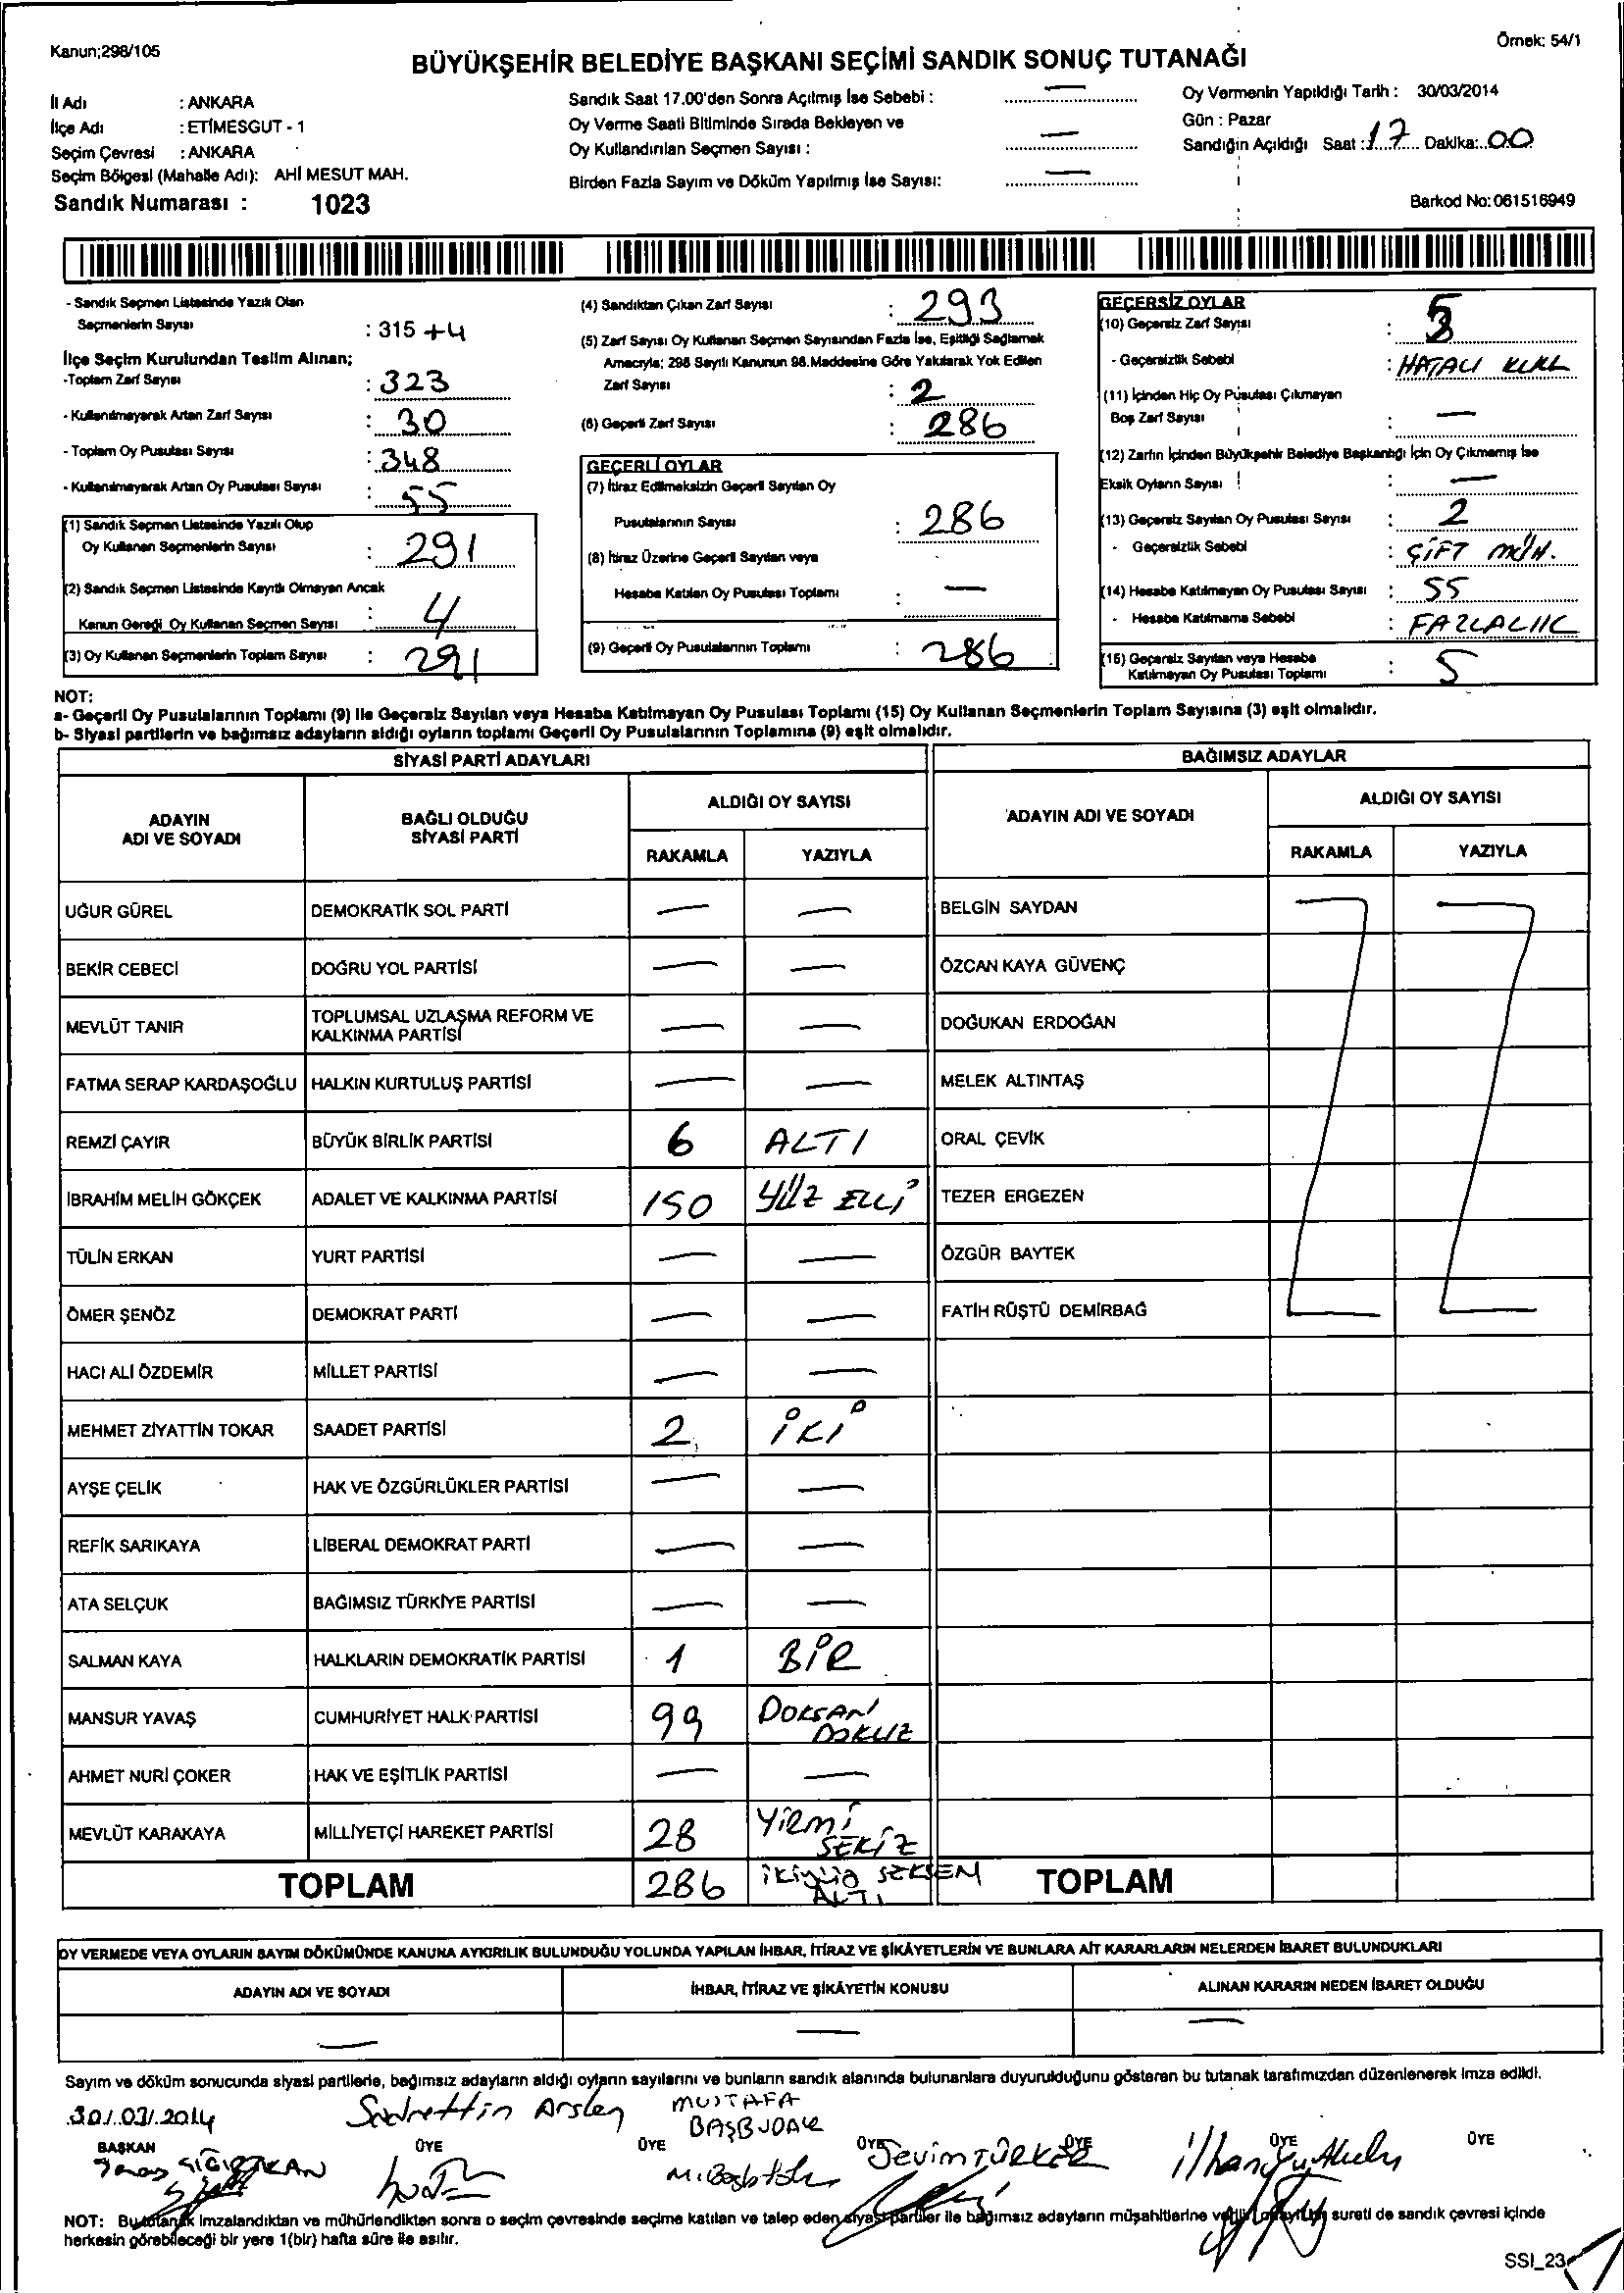 Kanun;298/105
Örnek: 54/1
BÜYÜKŞEHİR BELEDİYE BAŞKANI SEÇİMİ SANDIK SONUÇ TUTANAĞI
İl Adı : ANKARA
İlçe Adı : ETİMESGUT - 1
Seçim Çevresi : ANKARA
Seçim Bölgesi (Mahalle Adı): AHİ MESUT MAH.
Sandık Numarası : 1023
Sandık Saat 17.00'den Sonra Açılmış İse Sebebi : —
Oy Verme Saati Bitiminde Sırada Bekleyen ve
Oy Kullandırılan Seçmen Sayısı : —
Birden Fazla Sayım ve Döküm Yapılmış İse Sayısı: —
Oy Vermenin Yapıldığı Tarih : 30/03/2014
Gün : Pazar
Sandığın Açıldığı Saat : 17 Dakika: 00
Barkod No: 061516949
- Sandık Seçmen Listesinde Yazılı Olan
Seçmenlerin Sayısı : 315 +4
İlçe Seçim Kurulundan Teslim Alınan;
-Toplam Zarf Sayısı : 323
- Kullanılmayarak Artan Zarf Sayısı : 30
- Toplam Oy Pusulası Sayısı : 348
- Kullanılmayarak Artan Oy Pusulası Sayısı : 55
(1) Sandık Seçmen Listesinde Yazılı Olup
Oy Kullanan Seçmenlerin Sayısı : 291
(2) Sandık Seçmen Listesinde Kayıtlı Olmayan Ancak
Kanun Gereği Oy Kullanan Seçmen Sayısı : 4
(3) Oy Kullanan Seçmenlerin Toplam Sayısı : 291
(4) Sandıktan Çıkan Zarf Sayısı : 293
(5) Zarf Sayısı Oy Kullanan Seçmen Sayısından Fazla İse, Eşitliği Sağlamak
Amacıyla; 298 Sayılı Kanunun 98.Maddesine Göre Yakılarak Yok Edilen
Zarf Sayısı : 2
(6) Geçerli Zarf Sayısı : 286
GEÇERLİ OYLAR
(7) İtiraz Edilmeksizin Geçerli Sayılan Oy
Pusulalarının Sayısı : 286
(8) İtiraz Üzerine Geçerli Sayılan veya
Hesaba Katılan Oy Pusulası Toplamı : —
(9) Geçerli Oy Pusulalarının Toplamı : 286
GEÇERSİZ OYLAR
(10) Geçersiz Zarf Sayısı : 5
- Geçersizlik Sebebi : HATALI KUL
(11) İçinden Hiç Oy Pusulası Çıkmayan
Boş Zarf Sayısı : —
(12) Zarfın İçinden Büyükşehir Belediye Başkanlığı İçin Oy Çıkmamış İse
Eksik Oyların Sayısı : —
(13) Geçersiz Sayılan Oy Pusulası Sayısı : 2
- Geçersizlik Sebebi : ÇİFT MÜH.
(14) Hesaba Katılmayan Oy Pusulası Sayısı : 55
- Hesaba Katılmama Sebebi : FAZLALIK
(15) Geçersiz Sayılan veya Hesaba
Katılmayan Oy Pusulası Toplamı : 5
NOT:
a- Geçerli Oy Pusulalarının Toplamı (9) İle Geçersiz Sayılan veya Hesaba Katılmayan Oy Pusulası Toplamı (15) Oy Kullanan Seçmenlerin Toplam Sayısına (3) eşit olmalıdır.
b- Siyasi partilerin ve bağımsız adayların aldığı oyların toplamı Geçerli Oy Pusulalarının Toplamına (9) eşit olmalıdır.
SİYASİ PARTİ ADAYLARI
BAĞIMSIZ ADAYLAR
ADAYIN
ADI VE SOYADI
BAĞLI OLDUĞU
SİYASİ PARTİ
ALDIĞI OY SAYISI
RAKAMLA YAZIYLA
ADAYIN ADI VE SOYADI
ALDIĞI OY SAYISI
RAKAMLA YAZIYLA
UĞUR GÜREL DEMOKRATİK SOL PARTİ — — BELGİN SAYDAN
BEKİR CEBECİ DOĞRU YOL PARTİSİ — — ÖZCAN KAYA GÜVENÇ
MEVLÜT TANIR TOPLUMSAL UZLAŞMA REFORM VE
KALKINMA PARTİSİ — — DOĞUKAN ERDOĞAN
FATMA SERAP KARDAŞOĞLU HALKIN KURTULUŞ PARTİSİ — — MELEK ALTINTAŞ
REMZİ ÇAYIR BÜYÜK BİRLİK PARTİSİ 6 ALTI ORAL ÇEVİK
İBRAHİM MELİH GÖKÇEK ADALET VE KALKINMA PARTİSİ 150 YÜZ ELLİ TEZER ERGEZEN
TÜLİN ERKAN YURT PARTİSİ — — ÖZGÜR BAYTEK
ÖMER ŞENÖZ DEMOKRAT PARTİ — — FATİH RÜŞTÜ DEMİRBAĞ
HACI ALİ ÖZDEMİR MİLLET PARTİSİ — —
MEHMET ZİYATTİN TOKAR SAADET PARTİSİ 2 İKİ
AYŞE ÇELİK HAK VE ÖZGÜRLÜKLER PARTİSİ — —
REFİK SARIKAYA LİBERAL DEMOKRAT PARTİ — —
ATA SELÇUK BAĞIMSIZ TÜRKİYE PARTİSİ — —
SALMAN KAYA HALKLARIN DEMOKRATİK PARTİSİ 1 BİR
MANSUR YAVAŞ CUMHURİYET HALK PARTİSİ 99 DOKSAN
DOKUZ
AHMET NURİ ÇOKER HAK VE EŞİTLİK PARTİSİ — —
MEVLÜT KARAKAYA MİLLİYETÇİ HAREKET PARTİSİ 28 YİRMİ
SEKİZ
TOPLAM 286 İKİYÜZ SEKSEN
ALTI
TOPLAM
OY VERMEDE VEYA OYLARIN SAYIM DÖKÜMÜNDE KANUNA AYKIRILIK BULUNDUĞU YOLUNDA YAPILAN İHBAR, İTİRAZ VE ŞİKÂYETLERİN VE BUNLARA AİT KARARLARIN NELERDEN İBARET BULUNDUKLARI
ADAYIN ADI VE SOYADI İHBAR, İTİRAZ VE ŞİKÂYETİN KONUSU ALINAN KARARIN NEDEN İBARET OLDUĞU
— — —
Sayım ve döküm sonucunda siyasi partilerle, bağımsız adayların aldığı oyların sayılarını ve bunların sandık alanında bulunanlara duyurulduğunu gösteren bu tutanak tarafımızdan düzenlenerek imza edildi.
30/03/2014 Sadrettin Arslan MUSTAFA
BAŞBUDAK
BAŞKAN ÜYE ÜYE ÜYE ÜYE ÜYE ÜYE
Sevim TÜRKER
NOT: Bu tutanak imzalandıktan ve mühürlendikten sonra o seçim çevresinde seçime katılan ve talep eden siyasi partiler ile bağımsız adayların müşahitlerine verilir. Onaylı sureti de sandık çevresi içinde
herkesin görebileceği bir yere 1(bir) hafta süre ile asılır.
SSI_23